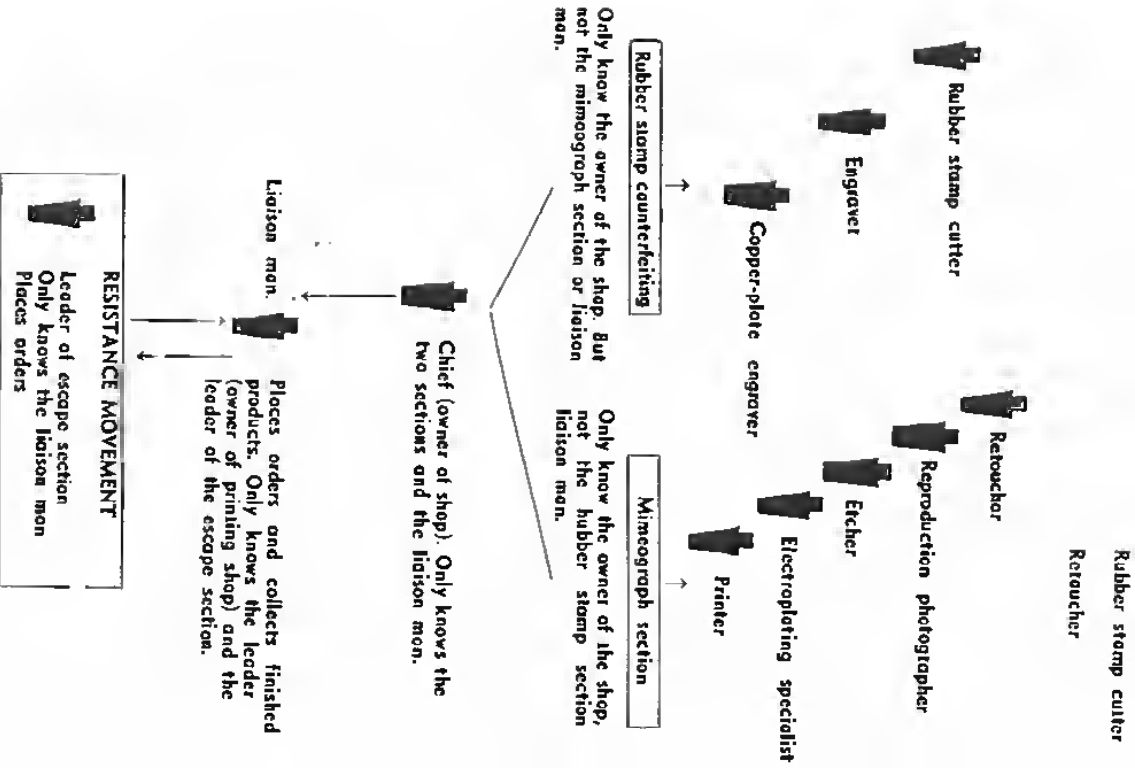 Rubber stamp cutter
Retoucher
Retoucher
Rubber stamp cutter
Reproduction photographer
Engraver
Etcher
Electroplating specialist
Copper-plate engraver
Printer
Rubber stamp counterfeiting
Mimeograph section
Only know the owner of the shop. But
not the mimeograph section or liaison
man.
Only know the owner of the shop,
not the hubber stamp section
liaison man.
Chief (owner of shop). Only knows the
two sections and the liaison man.
Liaison man.
Places orders and collects finished
products. Only knows the leader
(owner of printing shop) and the
leader of the escape section.
RESISTANCE MOVEMENT
Leader of escape section
Only knows the liaison man
Places orders